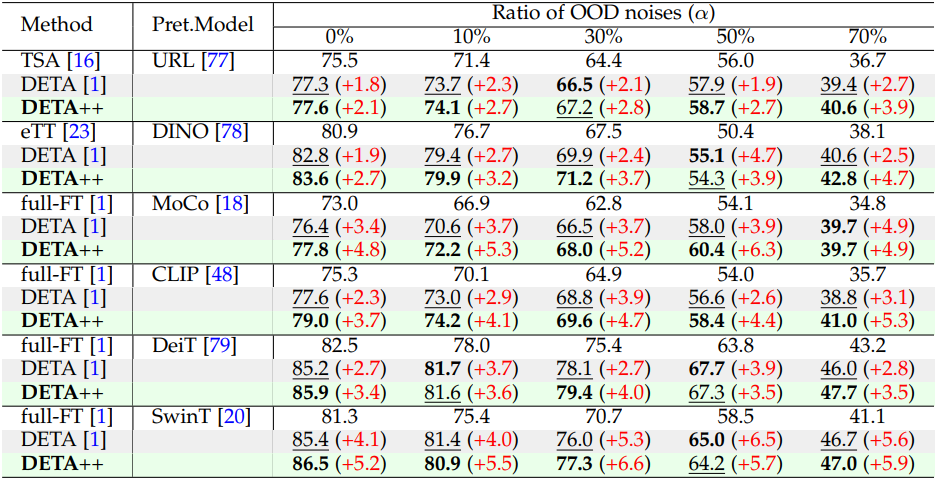 Method Pret.Model Ratio of OOD noises (α)
0% 10% 30% 50% 70%
TSA [16] URL [77] 75.5 71.4 64.4 56.0 36.7
DETA [1] 77.3 (+1.8) 73.7 (+2.3) 66.5 (+2.1) 57.9 (+1.9) 39.4 (+2.7)
DETA++ 77.6 (+2.1) 74.1 (+2.7) 67.2 (+2.8) 58.7 (+2.7) 40.6 (+3.9)
eTT [23] DINO [78] 80.9 76.7 67.5 50.4 38.1
DETA [1] 82.8 (+1.9) 79.4 (+2.7) 69.9 (+2.4) 55.1 (+4.7) 40.6 (+2.5)
DETA++ 83.6 (+2.7) 79.9 (+3.2) 71.2 (+3.7) 54.3 (+3.9) 42.8 (+4.7)
full-FT [1] MoCo [18] 73.0 66.9 62.8 54.1 34.8
DETA [1] 76.4 (+3.4) 70.6 (+3.7) 66.5 (+3.7) 58.0 (+3.9) 39.7 (+4.9)
DETA++ 77.8 (+4.8) 72.2 (+5.3) 68.0 (+5.2) 60.4 (+6.3) 39.7 (+4.9)
full-FT [1] CLIP [48] 75.3 70.1 64.9 54.0 35.7
DETA [1] 77.6 (+2.3) 73.0 (+2.9) 68.8 (+3.9) 56.6 (+2.6) 38.8 (+3.1)
DETA++ 79.0 (+3.7) 74.2 (+4.1) 69.6 (+4.7) 58.4 (+4.4) 41.0 (+5.3)
full-FT [1] DeiT [79] 82.5 78.0 75.4 63.8 43.2
DETA [1] 85.2 (+2.7) 81.7 (+3.7) 78.1 (+2.7) 67.7 (+3.9) 46.0 (+2.8)
DETA++ 85.9 (+3.4) 81.6 (+3.6) 79.4 (+4.0) 67.3 (+3.5) 47.7 (+3.5)
full-FT [1] SwinT [20] 81.3 75.4 70.7 58.5 41.1
DETA [1] 85.4 (+4.1) 81.4 (+4.0) 76.0 (+5.3) 65.0 (+6.5) 46.7 (+5.6)
DETA++ 86.5 (+5.2) 80.9 (+5.5) 77.3 (+6.6) 64.2 (+5.7) 47.0 (+5.9)